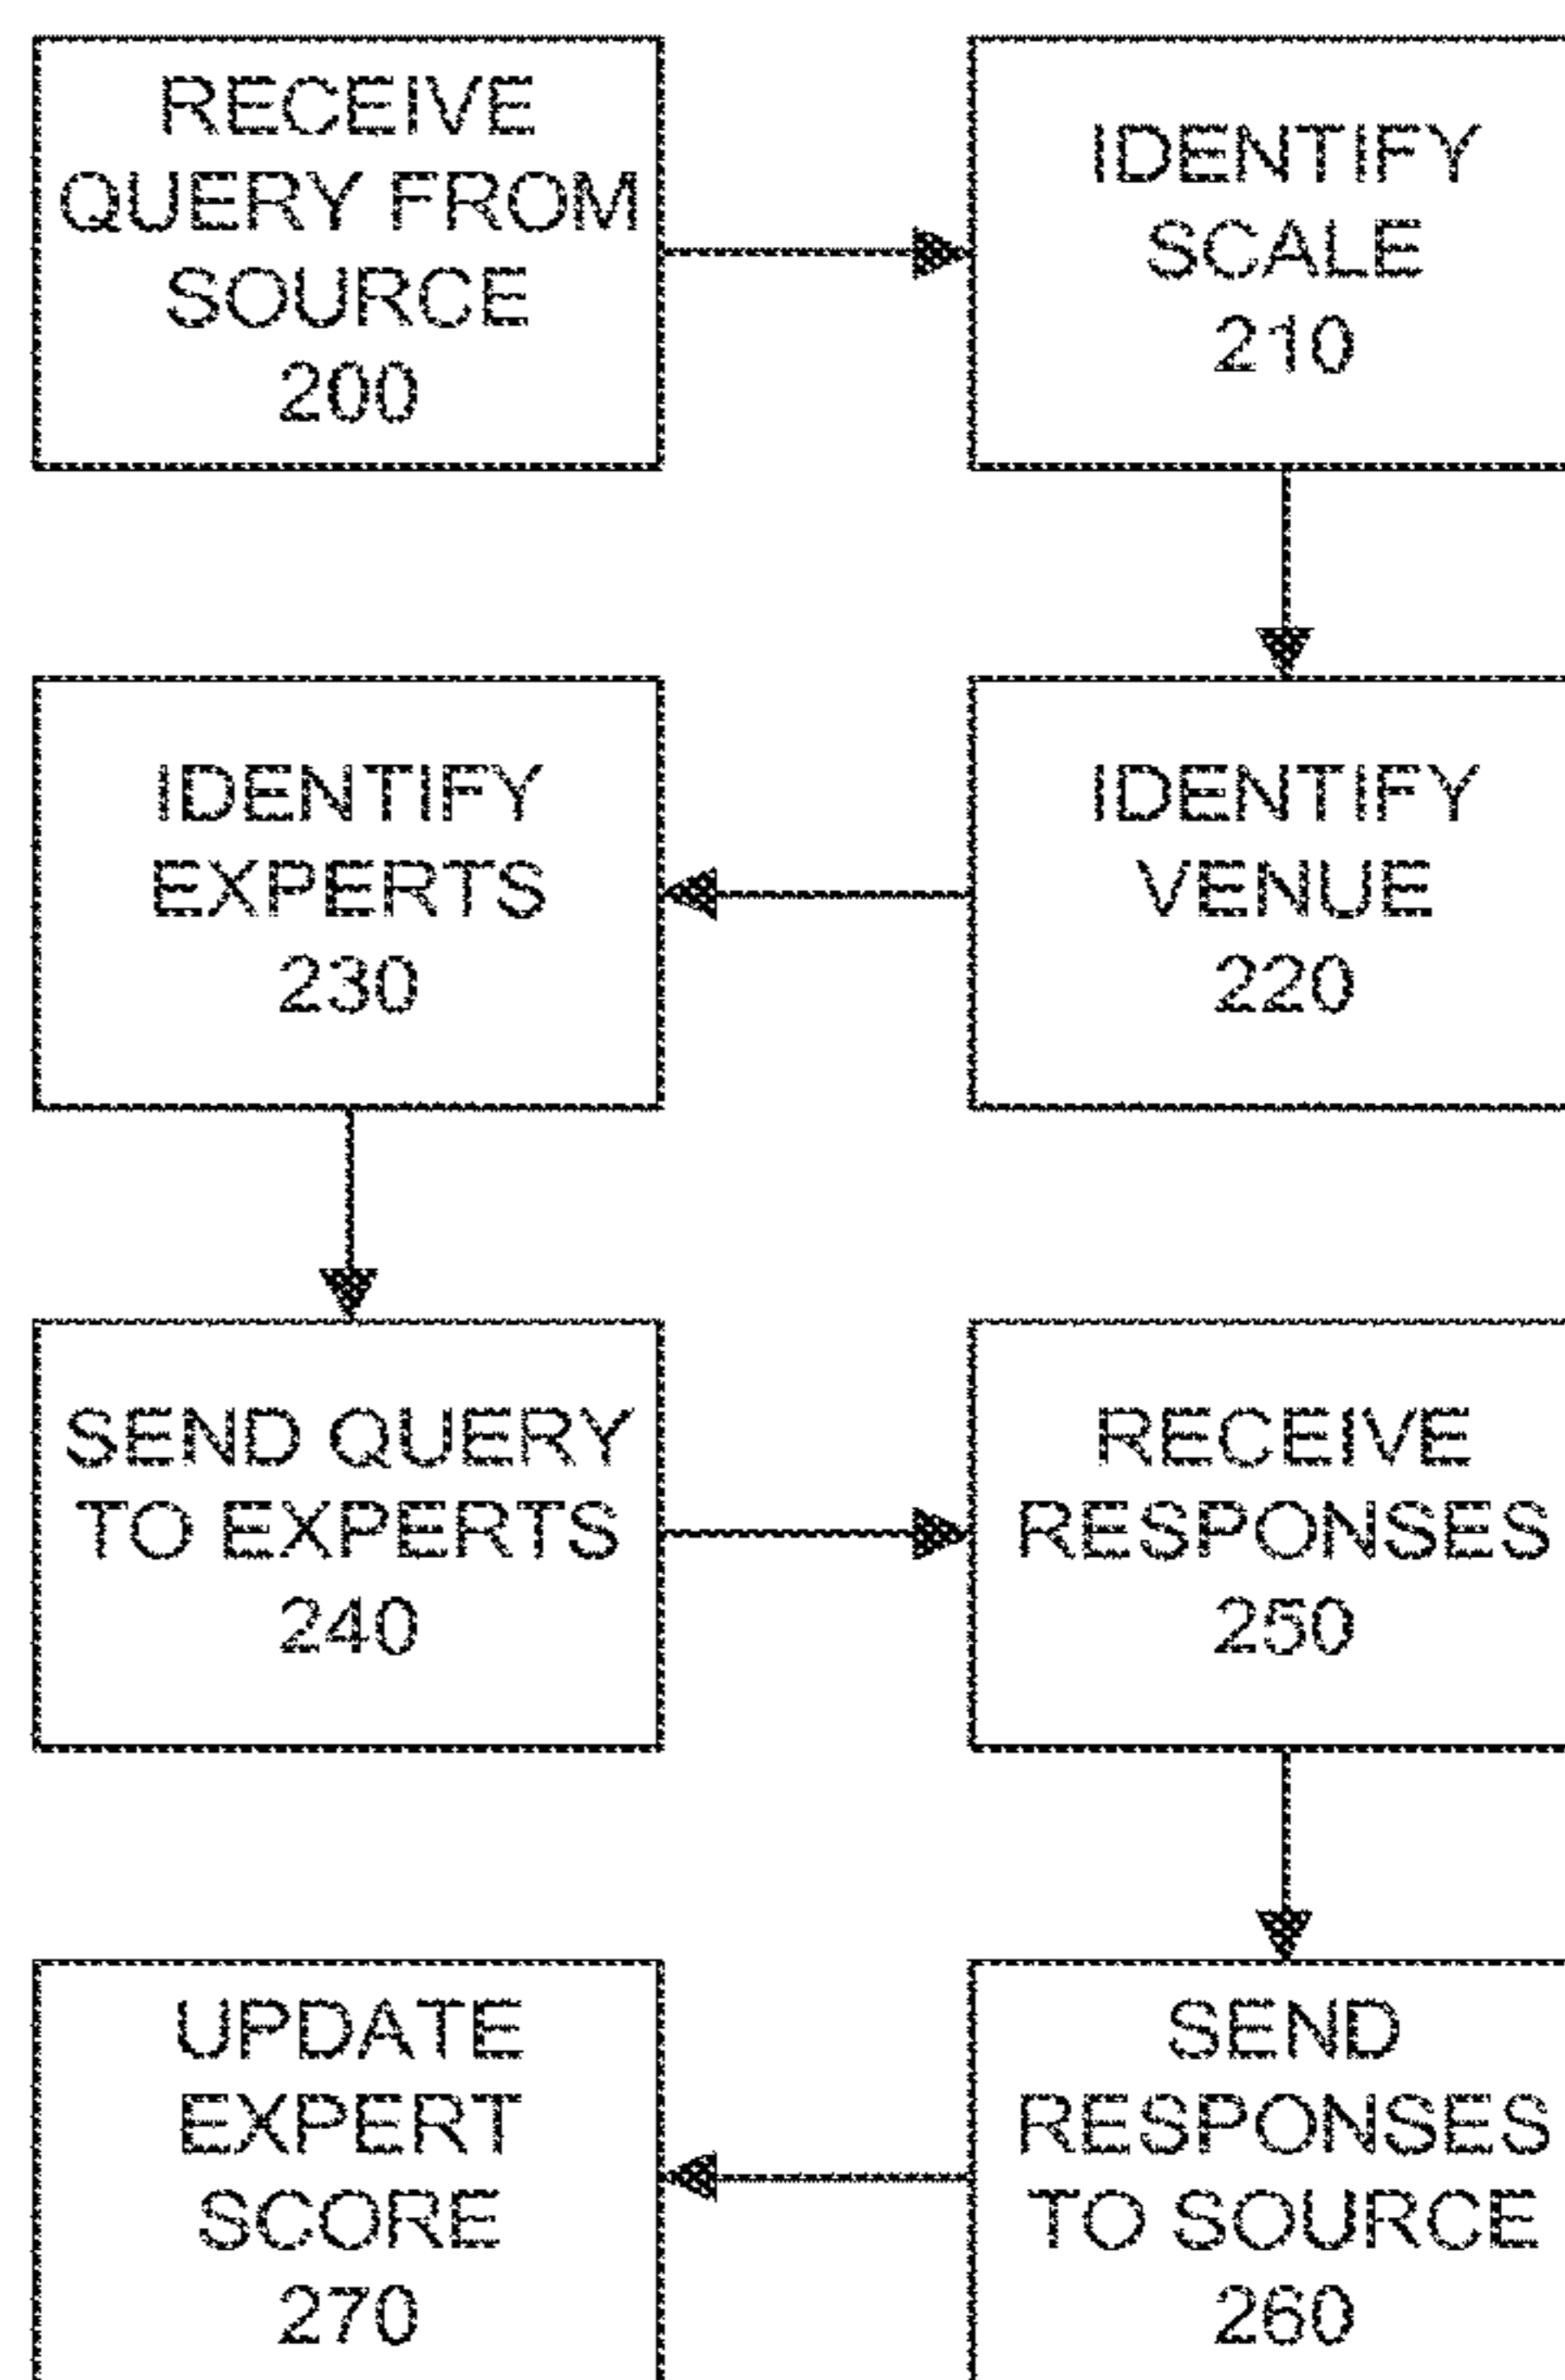 RECEIVE
QUERY FROM
SOURCE
200
IDENTIFY
SCALE
210
IDENTIFY
VENUE
220
IDENTIFY
EXPERTS
230
SEND QUERY
TO EXPERTS
240
RECEIVE
RESPONSES
250
SEND
RESPONSES
TO SOURCE
260
UPDATE
EXPERT
SCORE
270